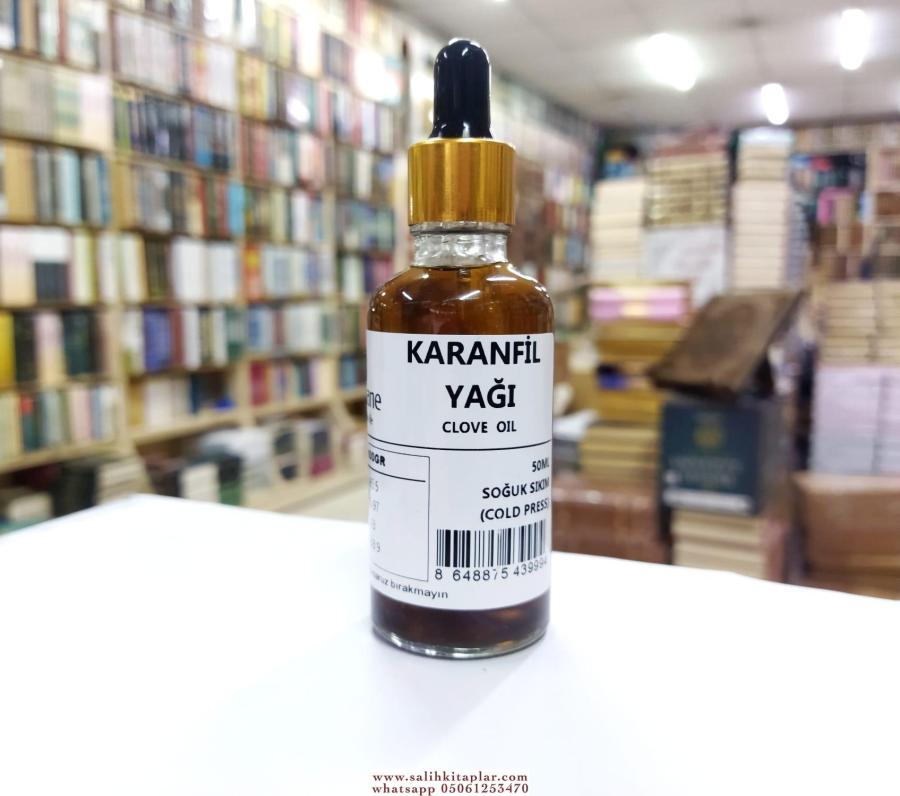 KARANFİL
YAĞI
CLOVE OIL
50ML
SOĞUK SIKIM
(COLD PRESS)
8 648875 439994
bırakmayın
www.salihkitaplar.com
whatsapp 05061253470